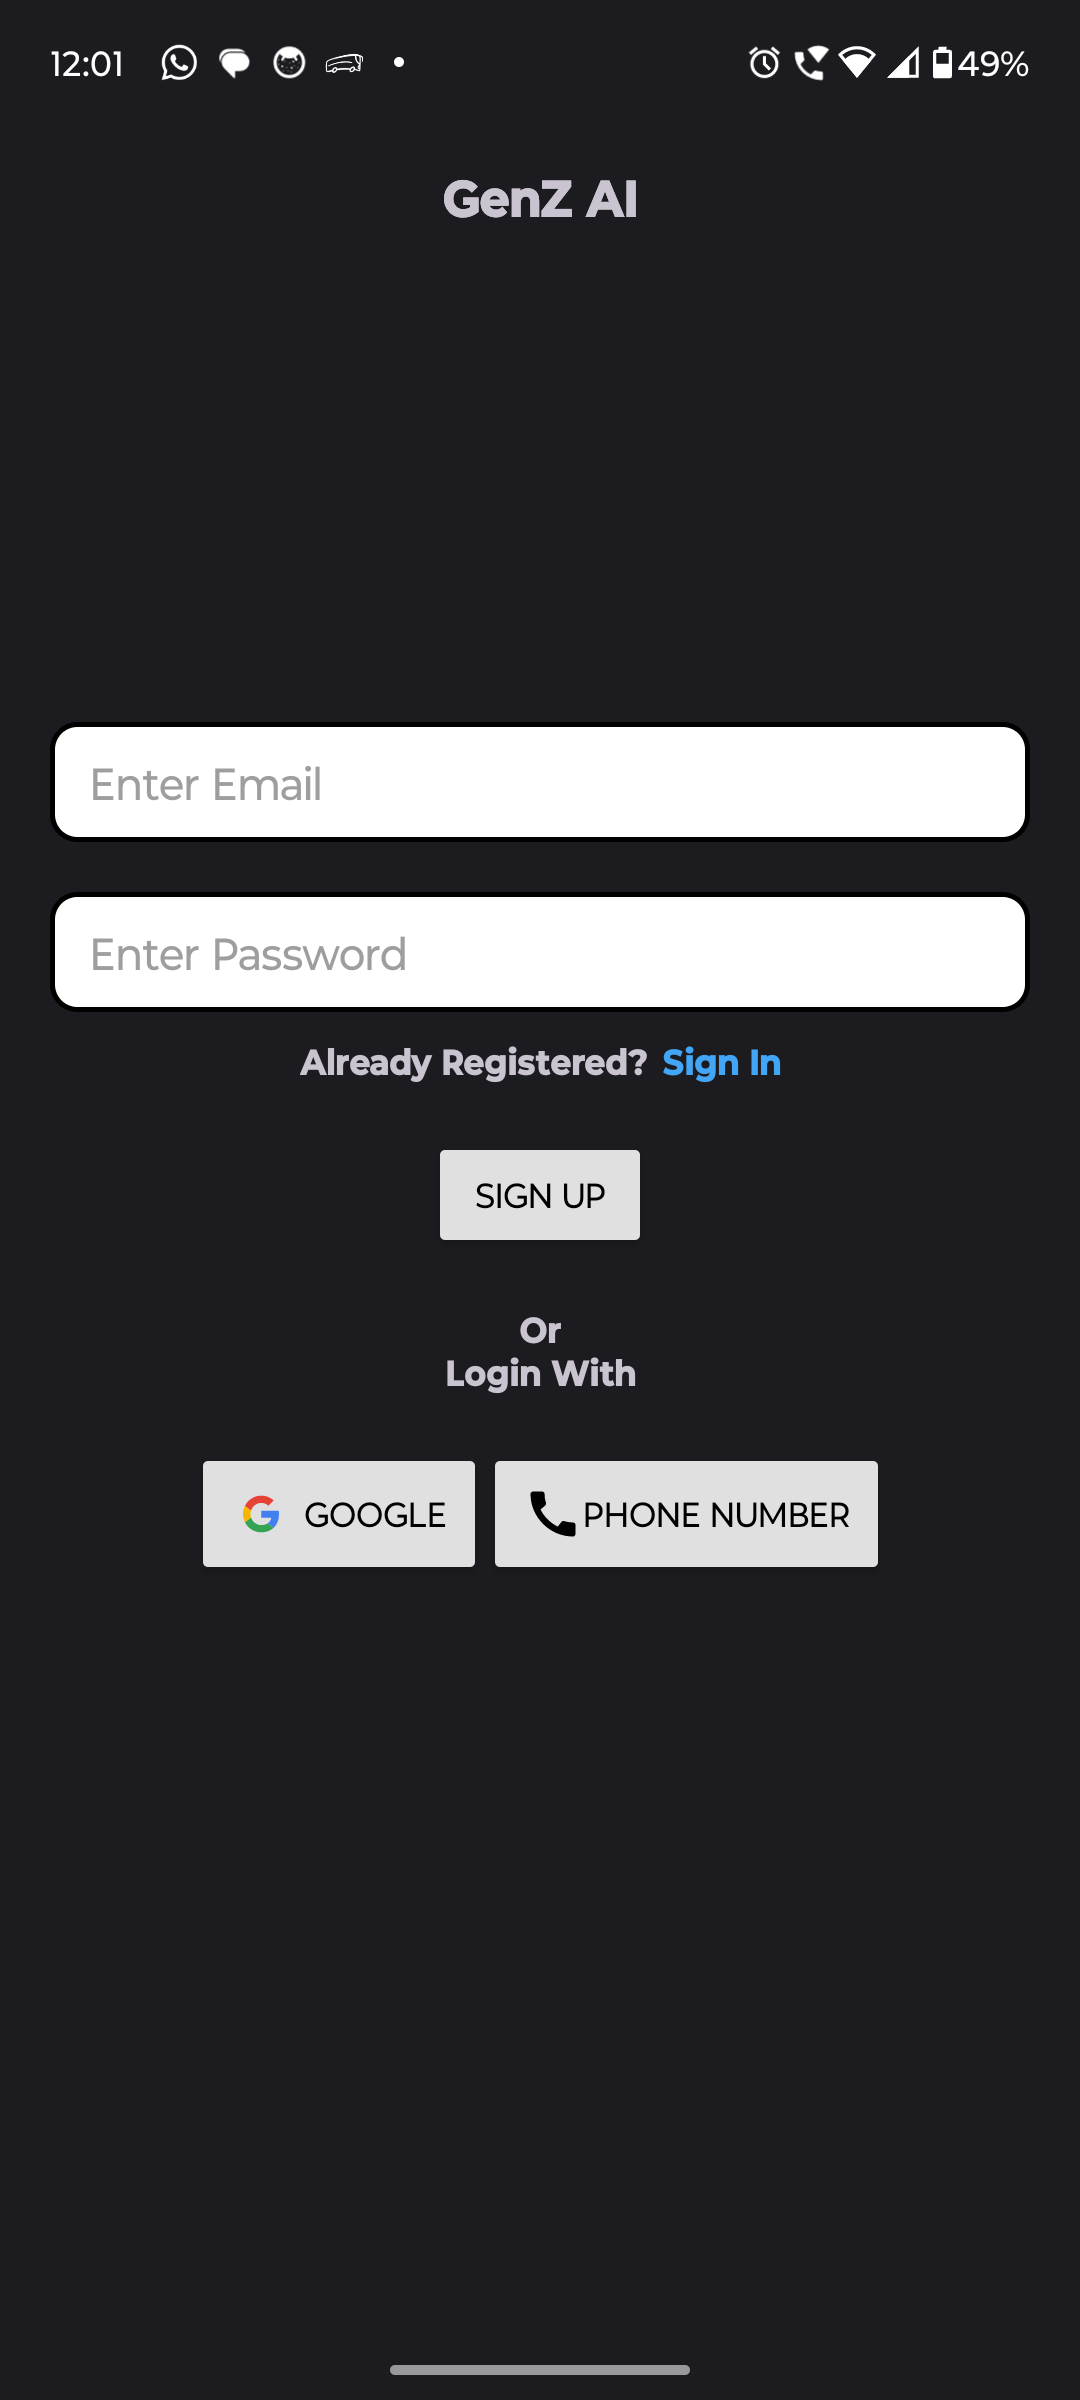 12:01 49%
GenZ AI
Enter Email
Enter Password
Already Registered? Sign In
SIGN UP
Or
Login With
GOOGLE PHONE NUMBER